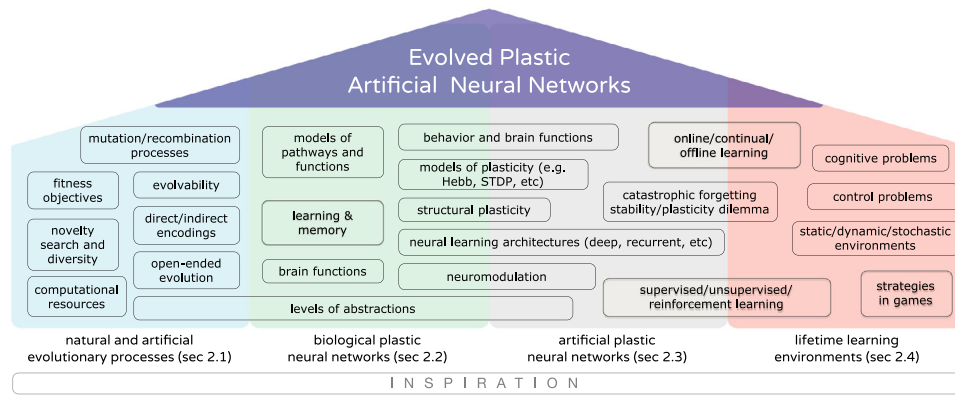 Evolved Plastic
Artificial Neural Networks
mutation/recombination
processes
fitness
objectives
evolvability
novelty
search and
diversity
direct/indirect
encodings
open-ended
evolution
computational
resources
levels of abstractions
models of
pathways and
functions
learning &
memory
brain functions
behavior and brain functions
models of plasticity (e.g.
Hebb, STDP, etc)
structural plasticity
neural learning architectures (deep, recurrent, etc)
neuromodulation
online/continual/
offline learning
catastrophic forgetting
stability/plasticity dilemma
supervised/unsupervised/
reinforcement learning
cognitive problems
control problems
static/dynamic/stochastic
environments
strategies
in games
natural and artificial
evolutionary processes (sec 2.1)
biological plastic
neural networks (sec 2.2)
artificial plastic
neural networks (sec 2.3)
lifetime learning
environments (sec 2.4)
INSPIRATION